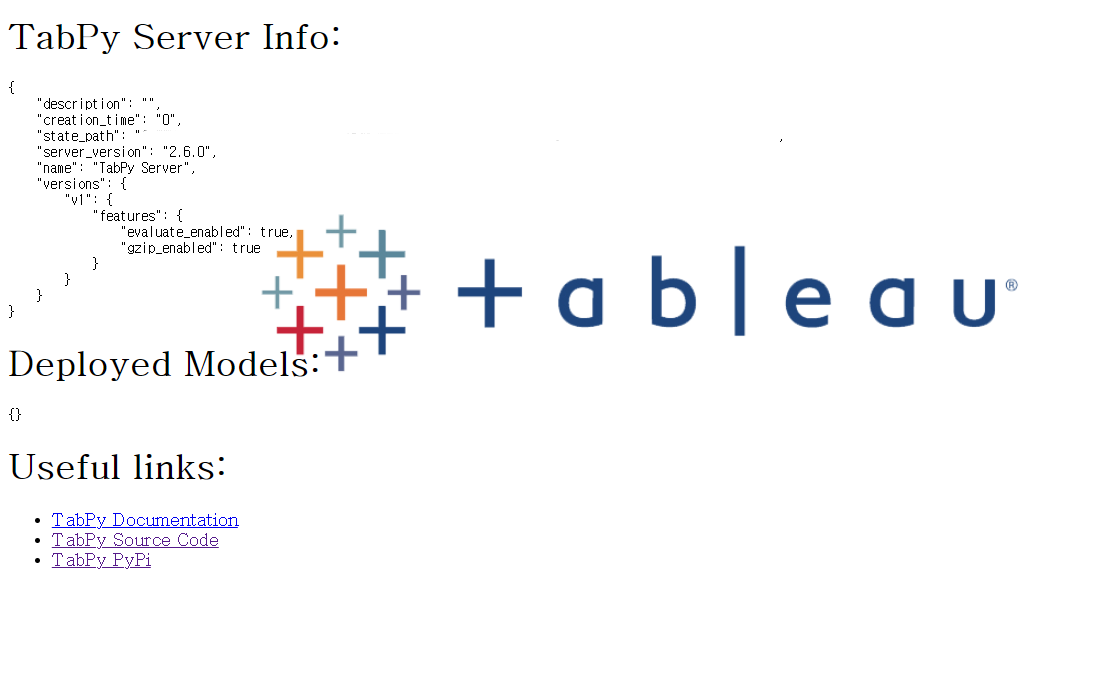 TabPy Server Info:
{
    "description": "",
    "creation_time": "0",
    "state_path": "
    "server_version": "2.6.0",
    "name": "TabPy Server",
    "versions": {
        "v1": {
            "features": {
                "evaluate_enabled": true,
                "gzip_enabled": true
            }
        }
    }
}
+ableau®
Deployed Models:
{}
Useful links:
• TabPy Documentation
• TabPy Source Code
• TabPy PyPi